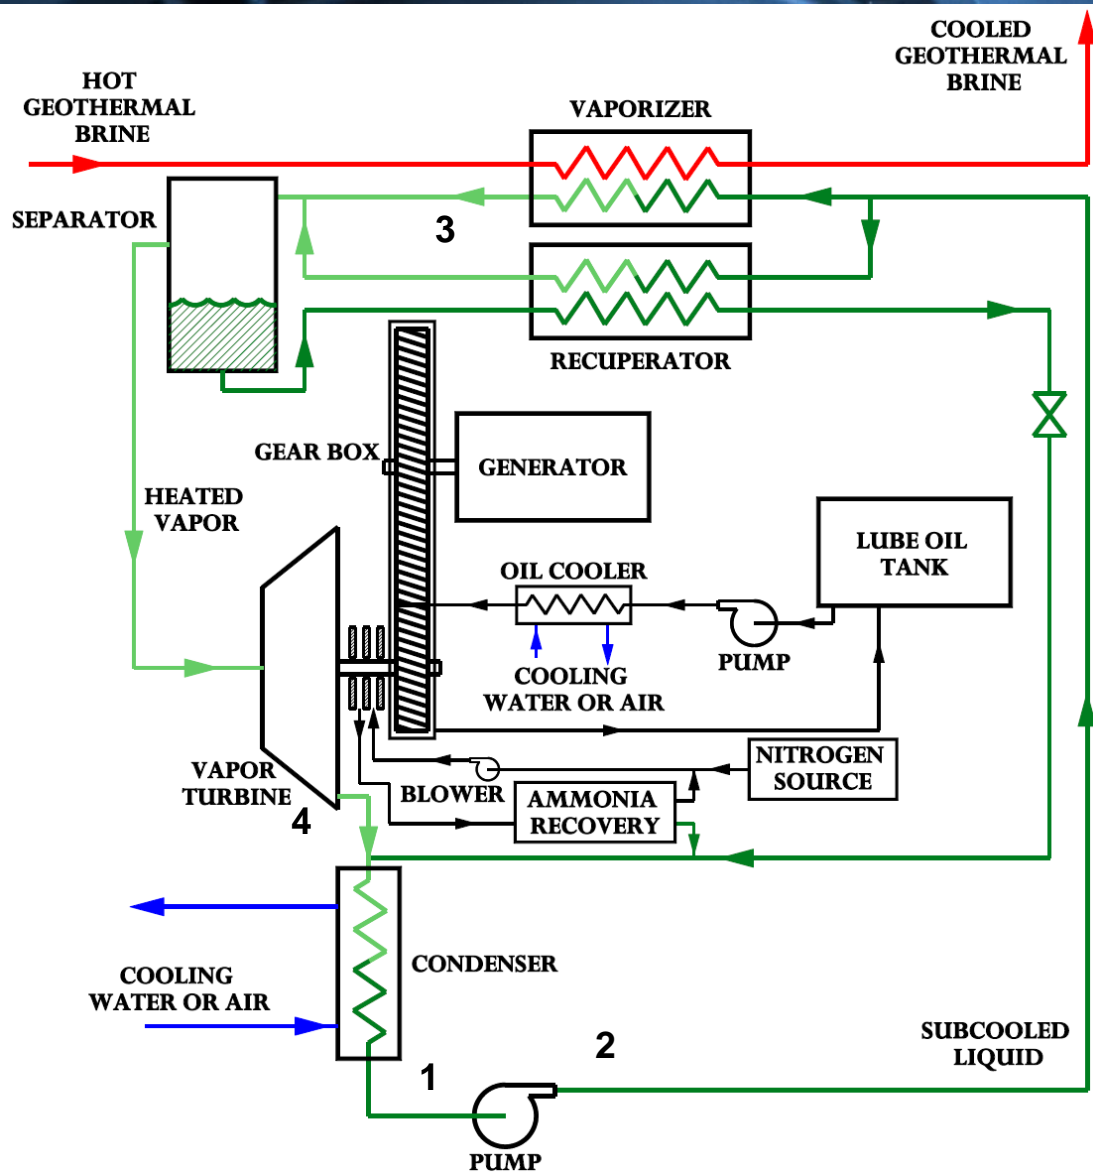 COOLED
GEOTHERMAL
BRINE
HOT
GEOTHERMAL
BRINE
VAPORIZER
SEPARATOR
3
RECUPERATOR
GEAR BOX
GENERATOR
HEATED
VAPOR
LUBE OIL
TANK
OIL COOLER
PUMP
COOLING
WATER OR AIR
NITROGEN
SOURCE
VAPOR
TURBINE
BLOWER
AMMONIA
RECOVERY
4
CONDENSER
COOLING
WATER OR AIR
2
SUBCOOLED
LIQUID
1
PUMP